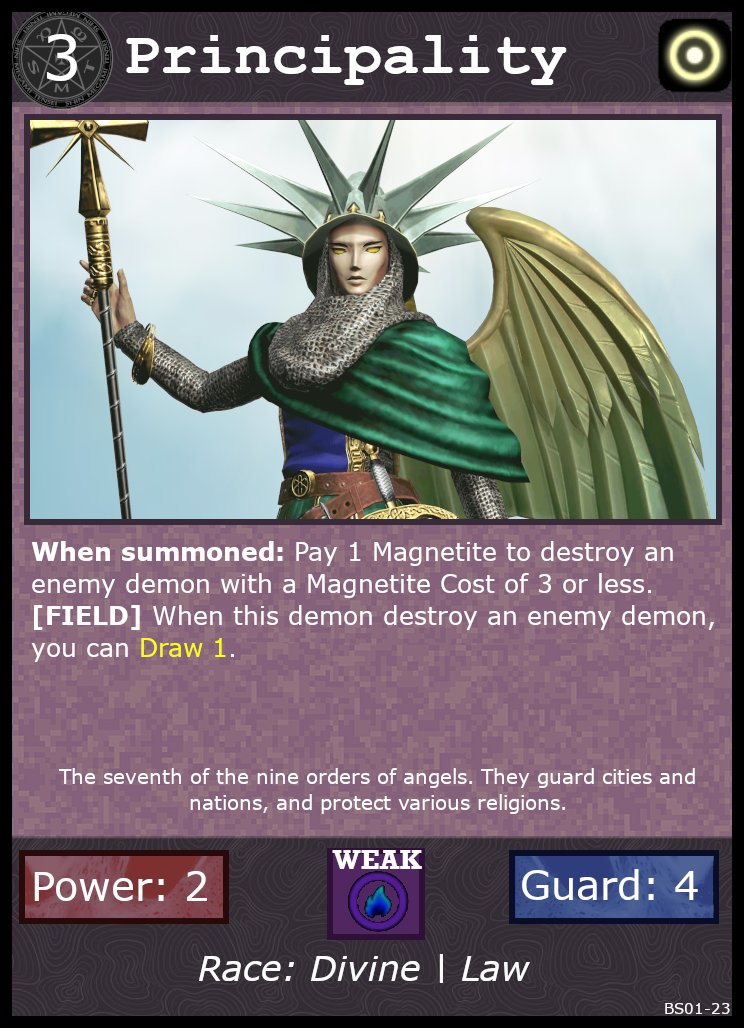 3 Principality
When summoned: Pay 1 Magnetite to destroy an
enemy demon with a Magnetite Cost of 3 or less.
[FIELD] When this demon destroy an enemy demon,
you can Draw 1.
The seventh of the nine orders of angels. They guard cities and
nations, and protect various religions.
Power: 2
WEAK
Guard: 4
Race: Divine | Law
BS01-23